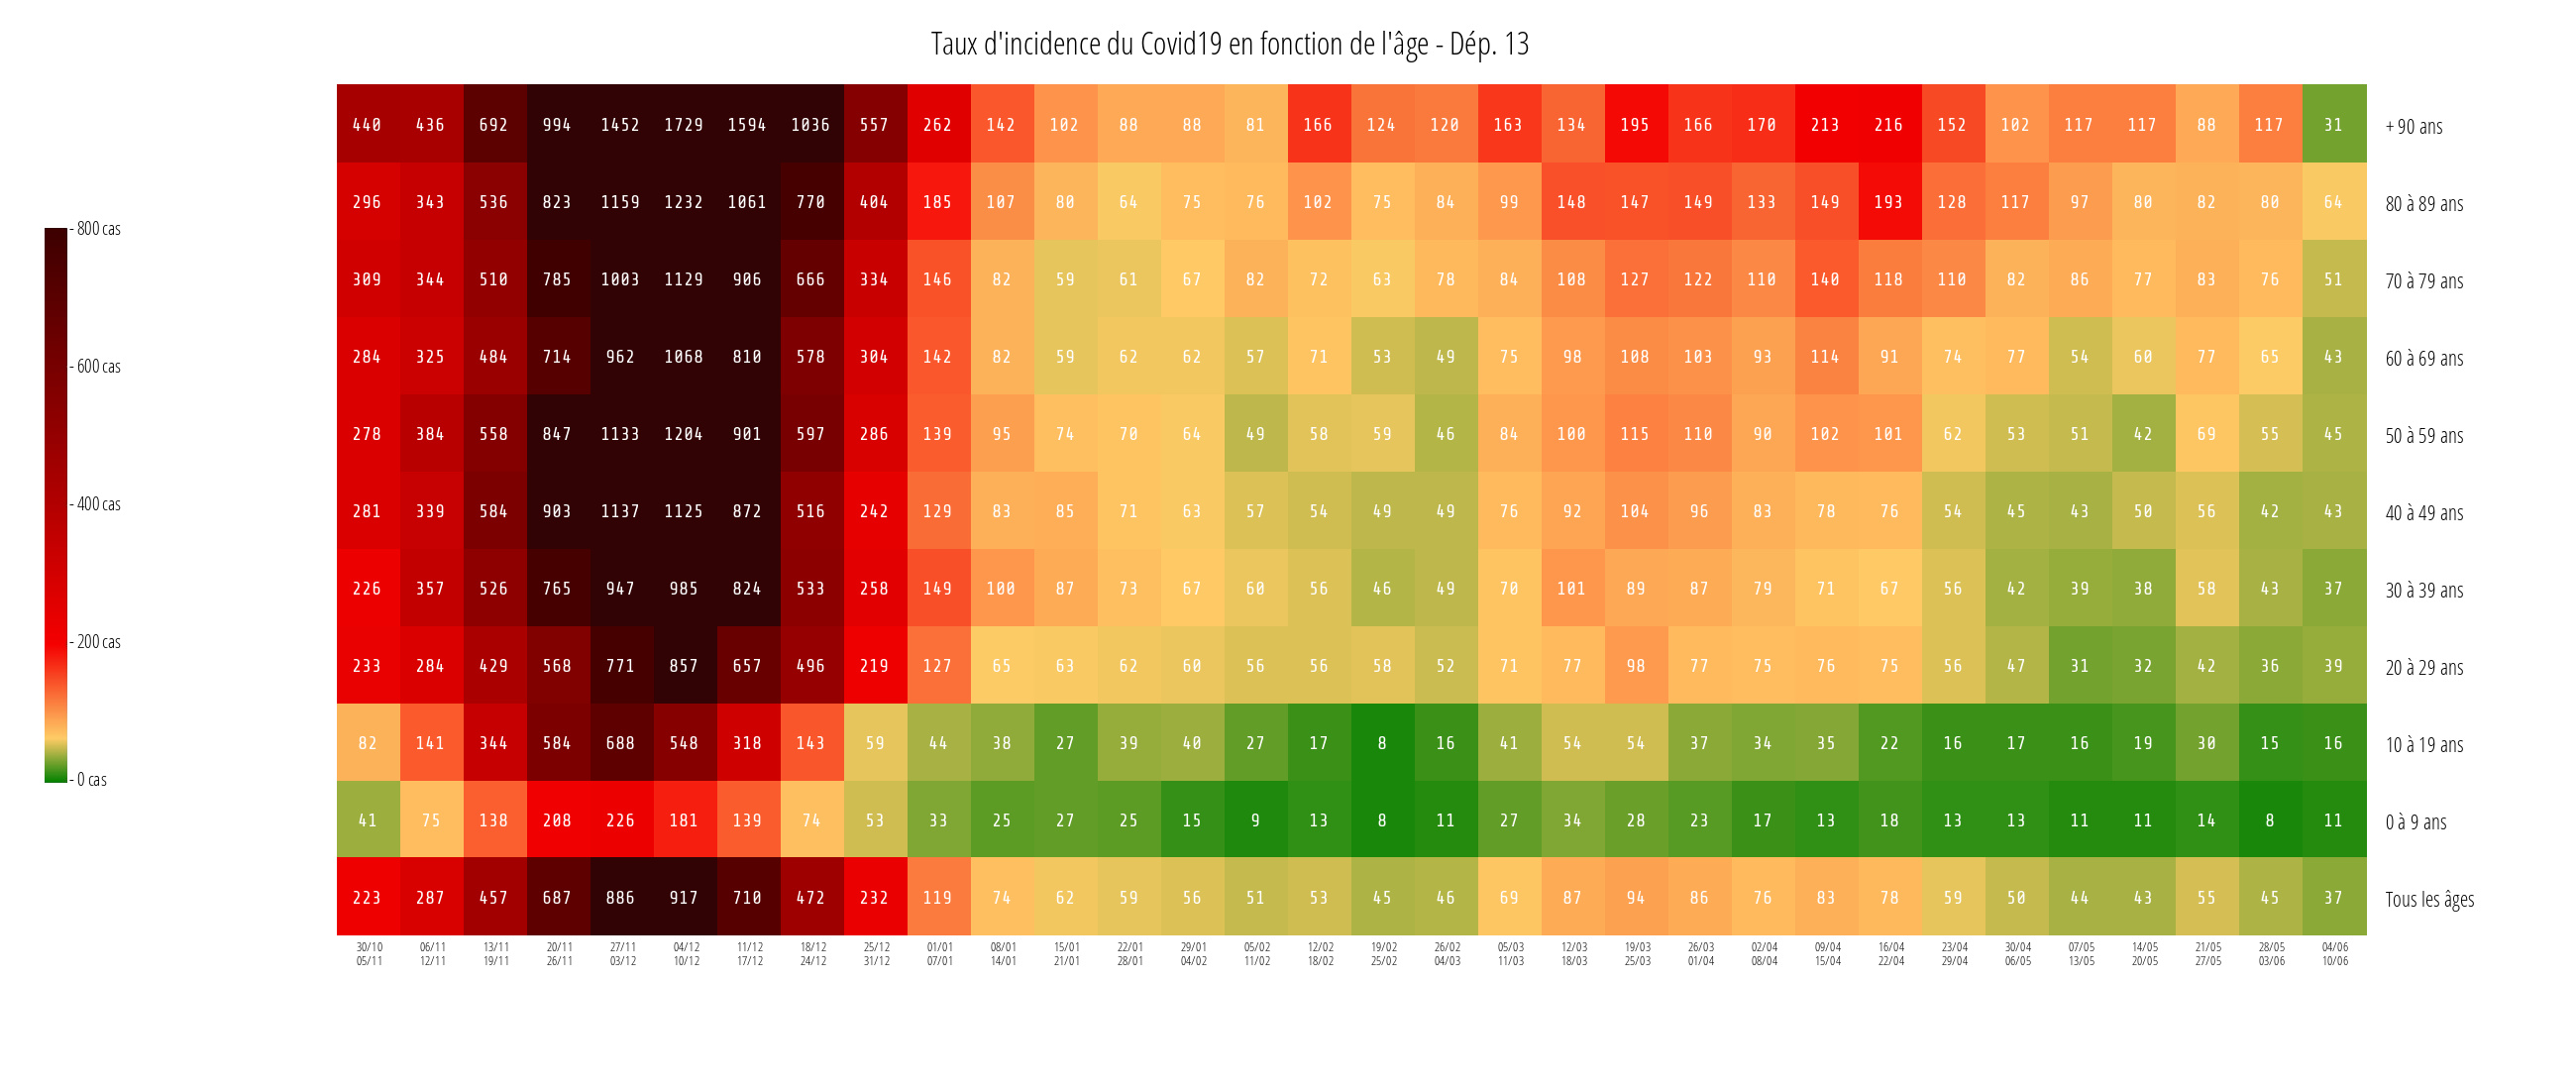 Taux d'incidence du Covid19 en fonction de l'âge - Dép. 13
440 436 692 994 1452 1729 1594 1036 557 262 142 102 88 88 81 166 124 120 163 134 195 166 170 213 216 152 102 117 117 88 117 31 + 90 ans
296 343 536 823 1159 1232 1061 770 404 185 107 80 64 75 76 102 75 84 99 148 147 149 133 149 193 128 117 97 80 82 80 64 80 à 89 ans
309 344 510 785 1003 1129 906 666 334 146 82 59 61 67 82 72 63 78 84 108 127 122 110 140 118 110 82 86 77 83 76 51 70 à 79 ans
284 325 484 714 962 1068 810 578 304 142 82 59 62 62 57 71 53 49 75 98 108 103 93 114 91 74 77 54 60 77 65 43 60 à 69 ans
278 384 558 847 1133 1204 901 597 286 139 95 74 70 64 49 58 59 46 84 100 115 110 90 102 101 62 53 51 42 69 55 45 50 à 59 ans
281 339 584 903 1137 1125 872 516 242 129 83 85 71 63 57 54 49 49 76 92 104 96 83 78 76 54 45 43 50 56 42 43 40 à 49 ans
226 357 526 765 947 985 824 533 258 149 100 87 73 67 60 56 46 49 70 101 89 87 79 71 67 56 42 39 38 58 43 37 30 à 39 ans
233 284 429 568 771 857 657 496 219 127 65 63 62 60 56 56 58 52 71 77 98 77 75 76 75 56 47 31 32 42 36 39 20 à 29 ans
82 141 344 584 688 548 318 143 59 44 38 27 39 40 27 17 8 16 41 54 54 37 34 35 22 16 17 16 19 30 15 16 10 à 19 ans
41 75 138 208 226 181 139 74 53 33 25 27 25 15 9 13 8 11 27 34 28 23 17 13 18 13 13 11 11 14 8 11 0 à 9 ans
223 287 457 687 886 917 710 472 232 119 74 62 59 56 51 53 45 46 69 87 94 86 76 83 78 59 50 44 43 55 45 37 Tous les âges
30/10 06/11 13/11 20/11 27/11 04/12 11/12 18/12 25/12 01/01 08/01 15/01 22/01 29/01 05/02 12/02 19/02 26/02 05/03 12/03 19/03 26/03 02/04 09/04 16/04 23/04 30/04 07/05 14/05 21/05 28/05 04/06
05/11 12/11 19/11 26/11 03/12 10/12 17/12 24/12 31/12 07/01 14/01 21/01 28/01 04/02 11/02 18/02 25/02 04/03 11/03 18/03 25/03 01/04 08/04 15/04 22/04 29/04 06/05 13/05 20/05 27/05 03/06 10/06
- 800 cas
- 600 cas
- 400 cas
- 200 cas
- 0 cas